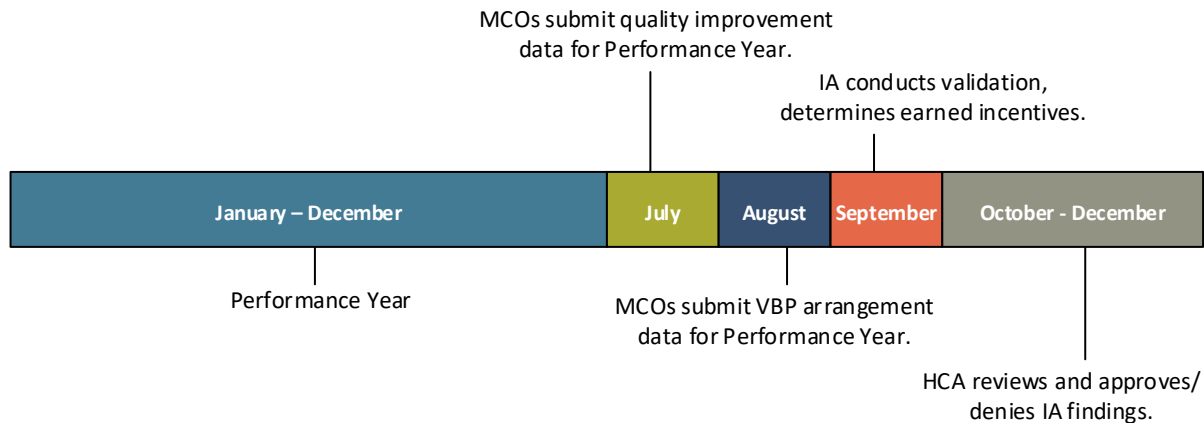 MCOs submit quality improvement
data for Performance Year.
IA conducts validation,
determines earned incentives.
January – December
July
August
September
October - December
Performance Year
MCOs submit VBP arrangement
data for Performance Year.
HCA reviews and approves/
denies IA findings.